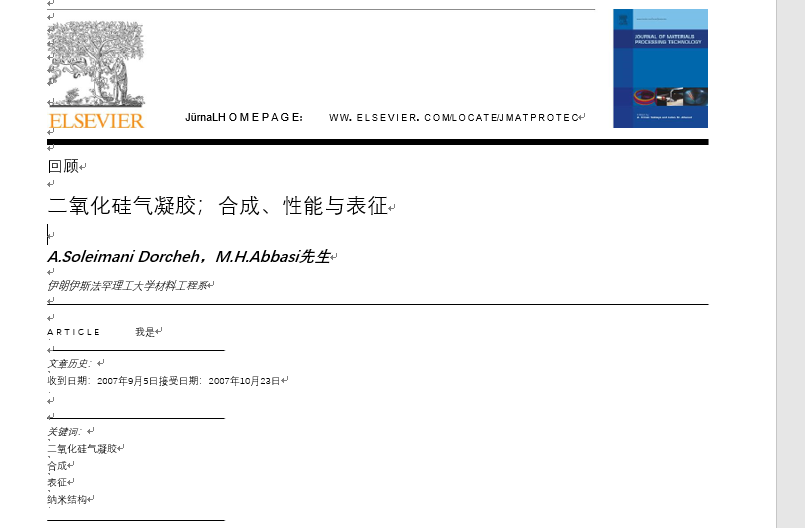 JOURNAL OF MATERIALS
PROCESSING TECHNOLOGY
ELSEVIER
JürnaLH O M E P A G E: WW. E L S E V I E R. C OM/LOCATE/JMATPROTEC
回顾
二氧化硅气凝胶；合成、性能与表征
A.Soleimani Dorcheh，M.H.Abbasi先生
伊朗伊斯法罕理工大学材料工程系
ARTICLE 我是
文章历史：
收到日期：2007年9月5日接受日期：2007年10月23日
关键词：
二氧化硅气凝胶
合成
表征
纳米结构